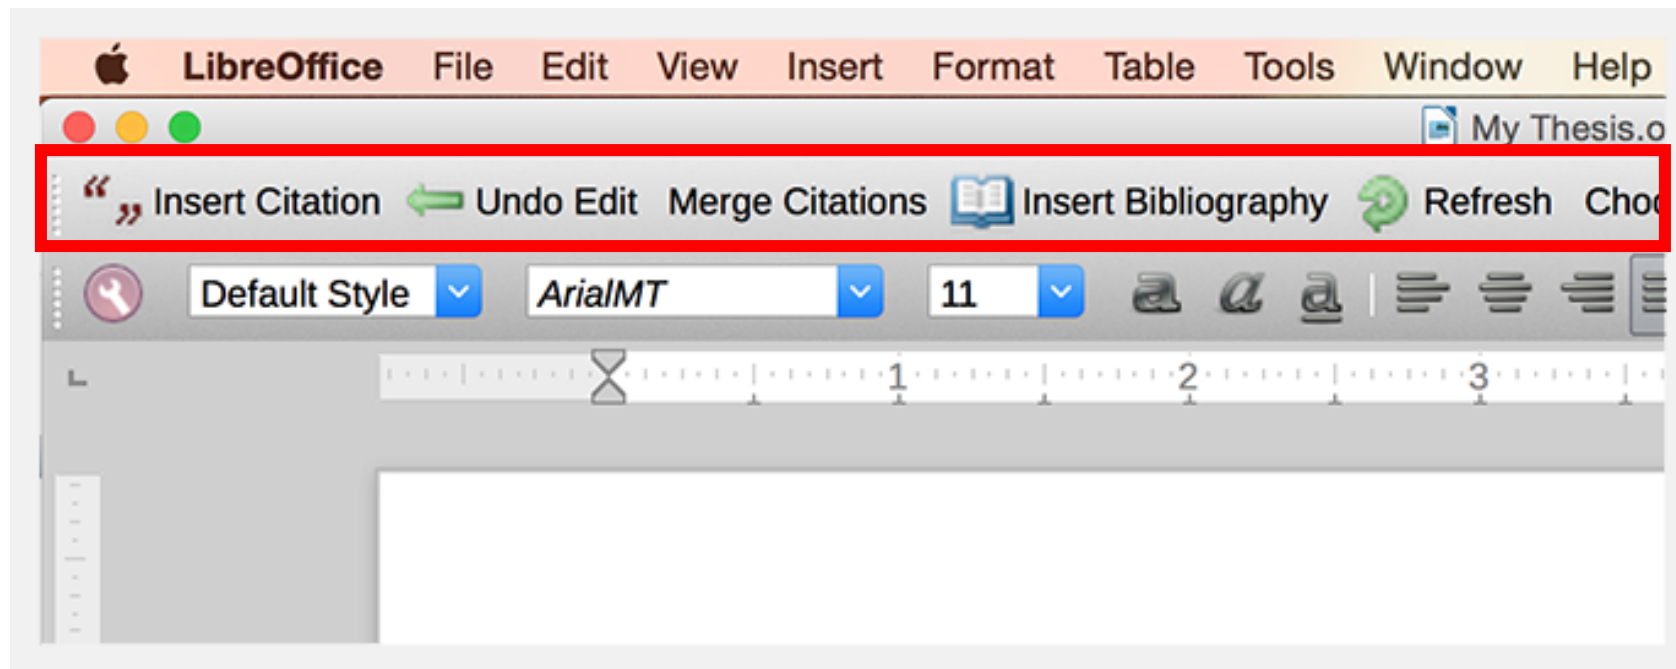 LibreOffice File Edit View Insert Format Table Tools Window Help
My Thesis.o
“ „ Insert Citation Undo Edit Merge Citations Insert Bibliography Refresh Choo
Default Style ArialMT 11 a a a
1 2 3